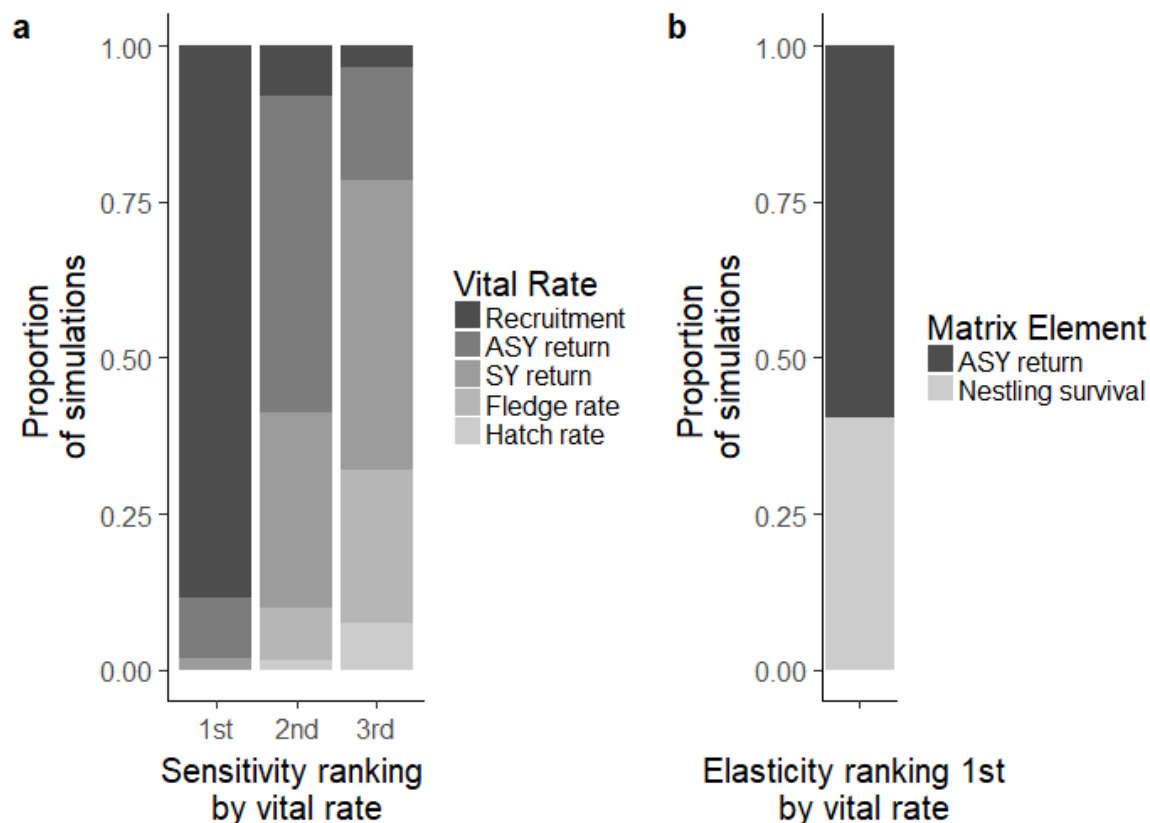 a
1.00
0.75
0.50
0.25
0.00
Proportion
of simulations
1st 2nd 3rd
Sensitivity ranking
by vital rate
Vital Rate
Recruitment
ASY return
SY return
Fledge rate
Hatch rate
b
1.00
0.75
0.50
0.25
0.00
Proportion
of simulations
Elasticity ranking 1st
by vital rate
Matrix Element
ASY return
Nestling survival